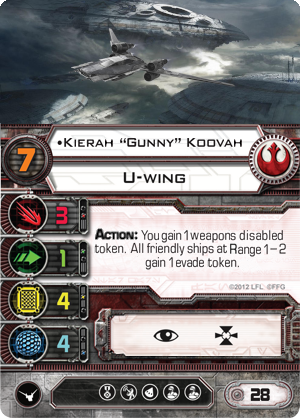 •Kierah “Gunny” Koovah
7
U-wing
3
Action: You gain 1 weapons disabled
token. All friendly ships at Range 1-2
gain 1 evade token.
1
©2012 LFL ©FFG
4
4
28